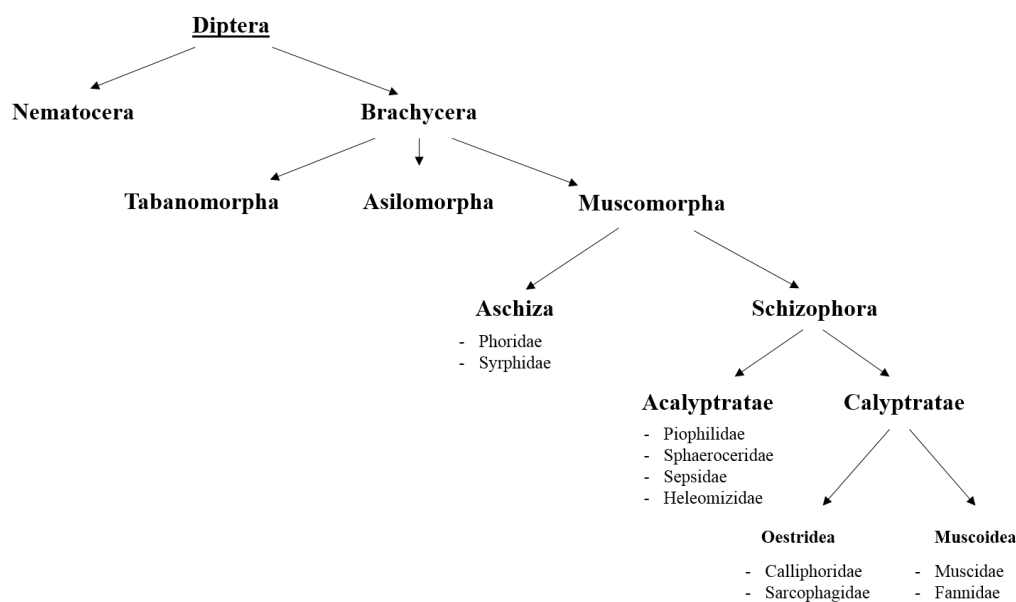 Diptera
Nematocera
Brachycera
Tabanomorpha
Asilomorpha
Muscomorpha
Aschiza
- Phoridae
- Syrphidae
Schizophora
Acalyptratae
- Piophilidae
- Sphaeroceridae
- Sepsidae
- Heleomizidae
Calyptratae
Oestridea
- Calliphoridae
- Sarcophagidae
Muscoidea
- Muscidae
- Fannidae